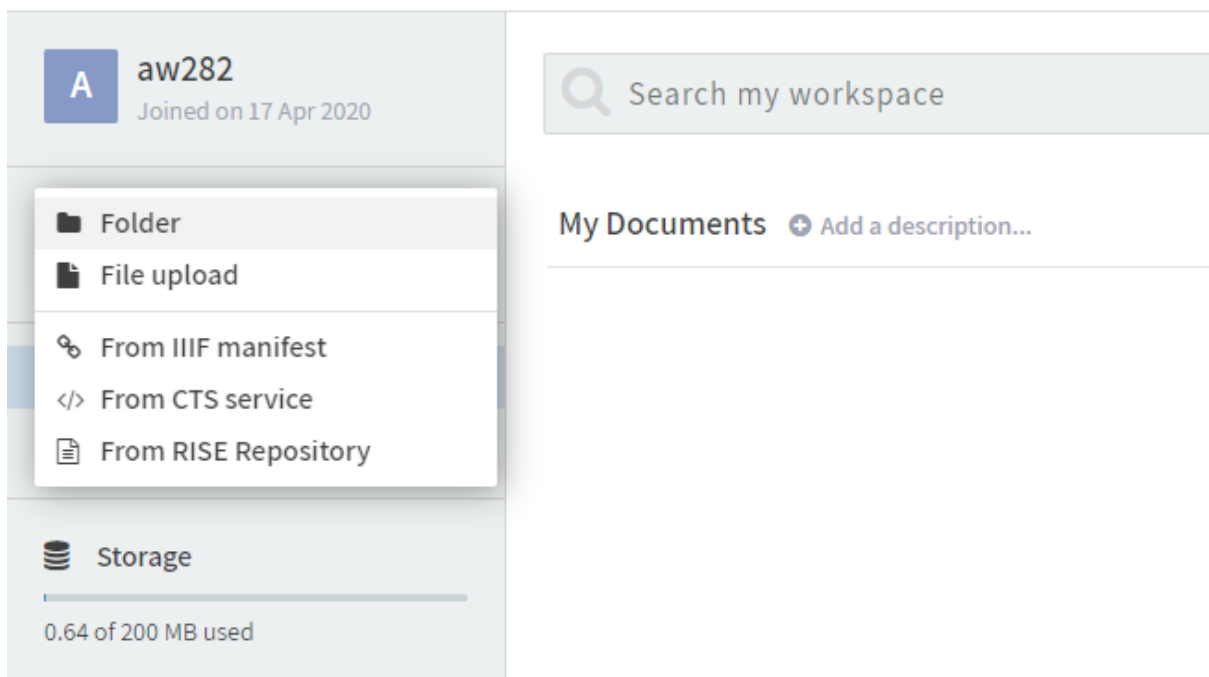 A
aw282
Joined on 17 Apr 2020
Search my workspace
Folder
File upload
From IIIF manifest
From CTS service
From RISE Repository
My Documents Add a description...
Storage
0.64 of 200 MB used